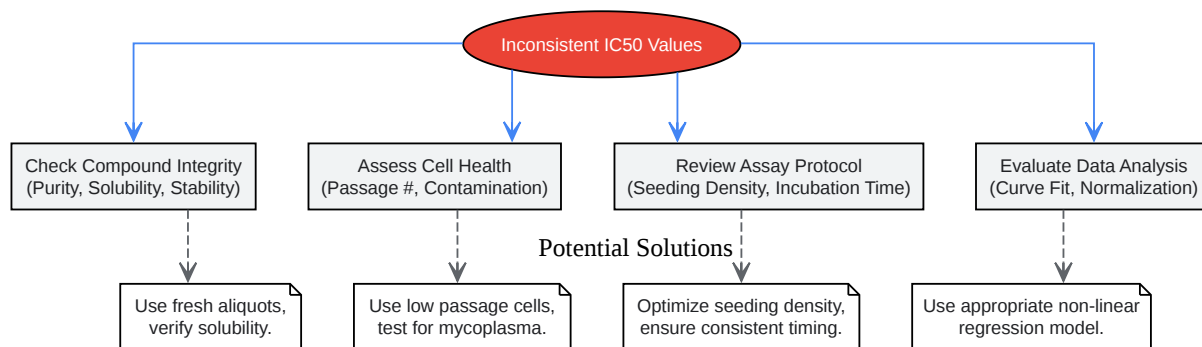 Inconsistent IC50 Values
Check Compound Integrity
(Purity, Solubility, Stability)
Assess Cell Health
(Passage #, Contamination)
Review Assay Protocol
(Seeding Density, Incubation Time)
Evaluate Data Analysis
(Curve Fit, Normalization)
Potential Solutions
Use fresh aliquots,
verify solubility.
Use low passage cells,
test for mycoplasma.
Optimize seeding density,
ensure consistent timing.
Use appropriate non-linear
regression model.